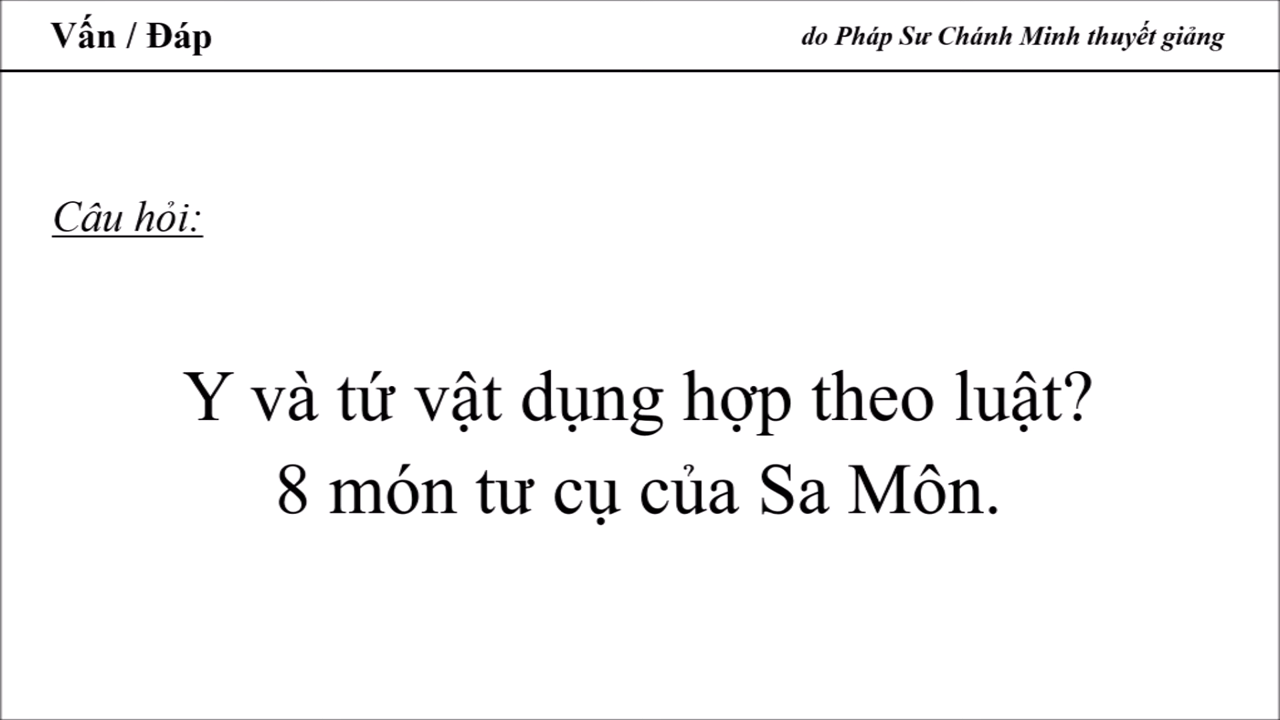 Vấn / Đáp
do Pháp Sư Chánh Minh thuyết giảng
Câu hỏi:
Y và tứ vật dụng hợp theo luật?
8 món tư cụ của Sa Môn.